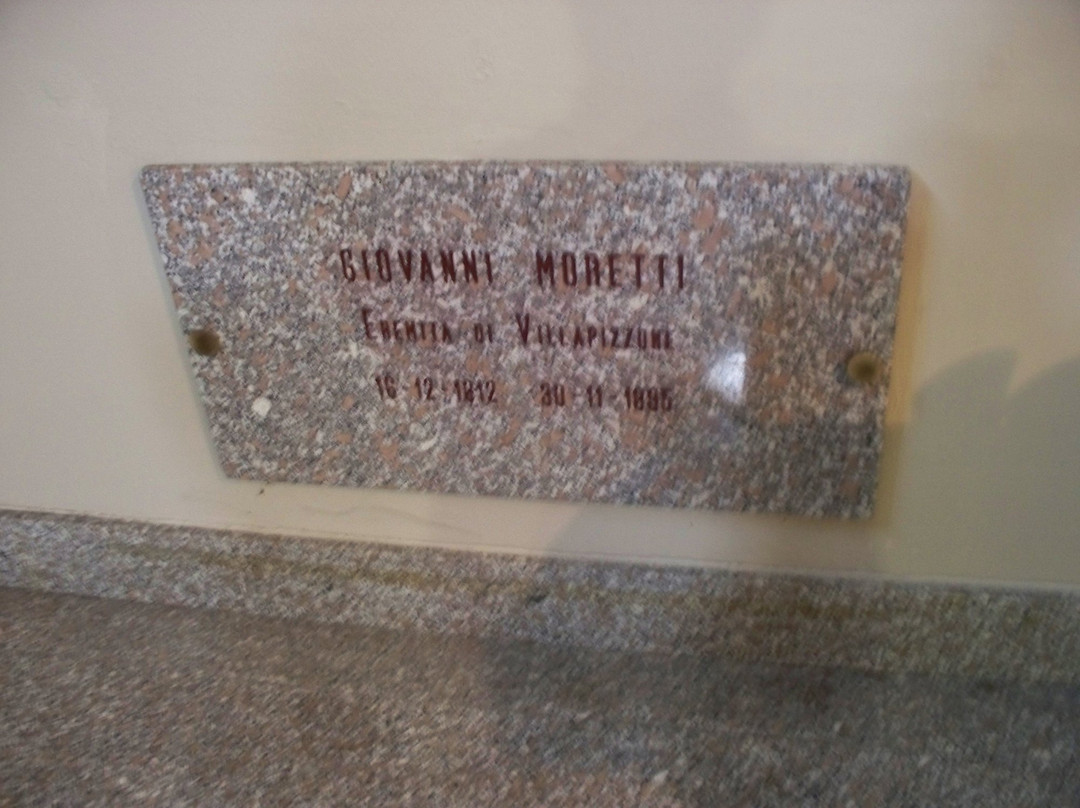 GIOVANNI MORETTI
EREMITA DI VILLAPIZZONE
16-12-1812 30-11-1895